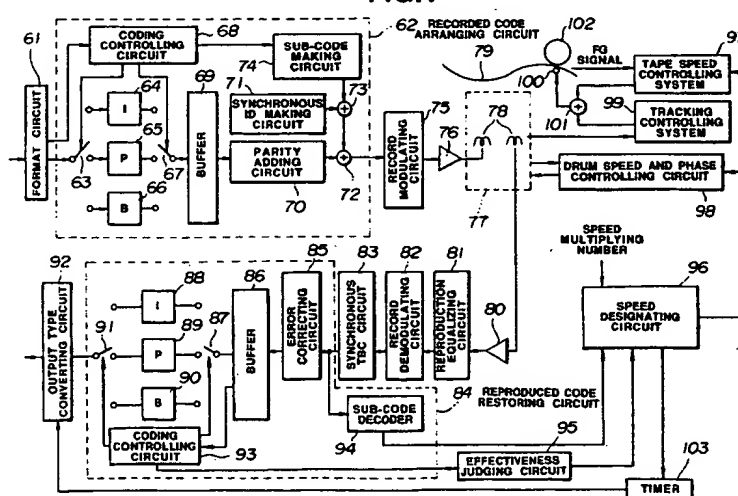 62
RECORDED CODE
ARRANGING CIRCUIT
79
102
FG
SIGNAL
100
TAPE SPEED
CONTROLLING
SYSTEM
101
99
TRACKING
CONTROLLING
SYSTEM
DRUM SPEED AND PHASE
CONTROLLING CIRCUIT
98
61
FORMAT CIRCUIT
CODING
CONTROLLING
CIRCUIT
68
SUB-CODE
MAKING
CIRCUIT
74
64
I
65
P
66
B
63
67
69
BUFFER
71
SYNCHRONOUS
ID MAKING
CIRCUIT
73
PARITY
ADDING
CIRCUIT
70
72
75
RECORD
MODULATING
CIRCUIT
76
78
77
92
OUTPUT TYPE
CONVERTING CIRCUIT
91
88
I
89
P
90
B
87
86
BUFFER
85
ERROR
CORRECTING
CIRCUIT
83
SYNCHRONOUS
TBC CIRCUIT
82
RECORD
DEMODULATING
CIRCUIT
81
REPRODUCTION
EQUALIZING
CIRCUIT
80
SPEED
MULTIPLYING
NUMBER
96
SPEED
DESIGNATING
CIRCUIT
CODING
CONTROLLING
CIRCUIT
93
SUB-CODE
DECODER
94
84
REPRODUCED CODE
RESTORING CIRCUIT
95
EFFECTIVENESS
JUDGING CIRCUIT
103
TIMER